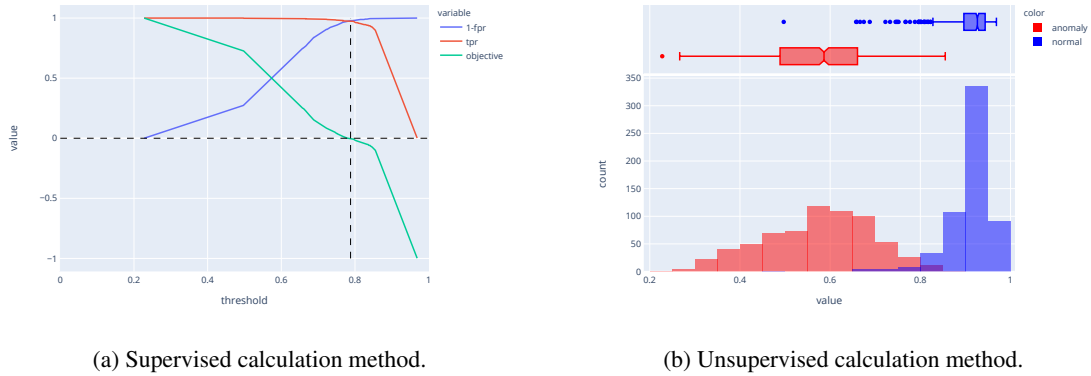 variable
1-fpr
tpr
objective
1
0.5
0
−0.5
−1
value
0
0.2
0.4
0.6
0.8
1
threshold
color
anomaly
normal
350
300
250
200
150
100
50
0
count
0.2
0.4
0.6
0.8
1
value
(a) Supervised calculation method.
(b) Unsupervised calculation method.